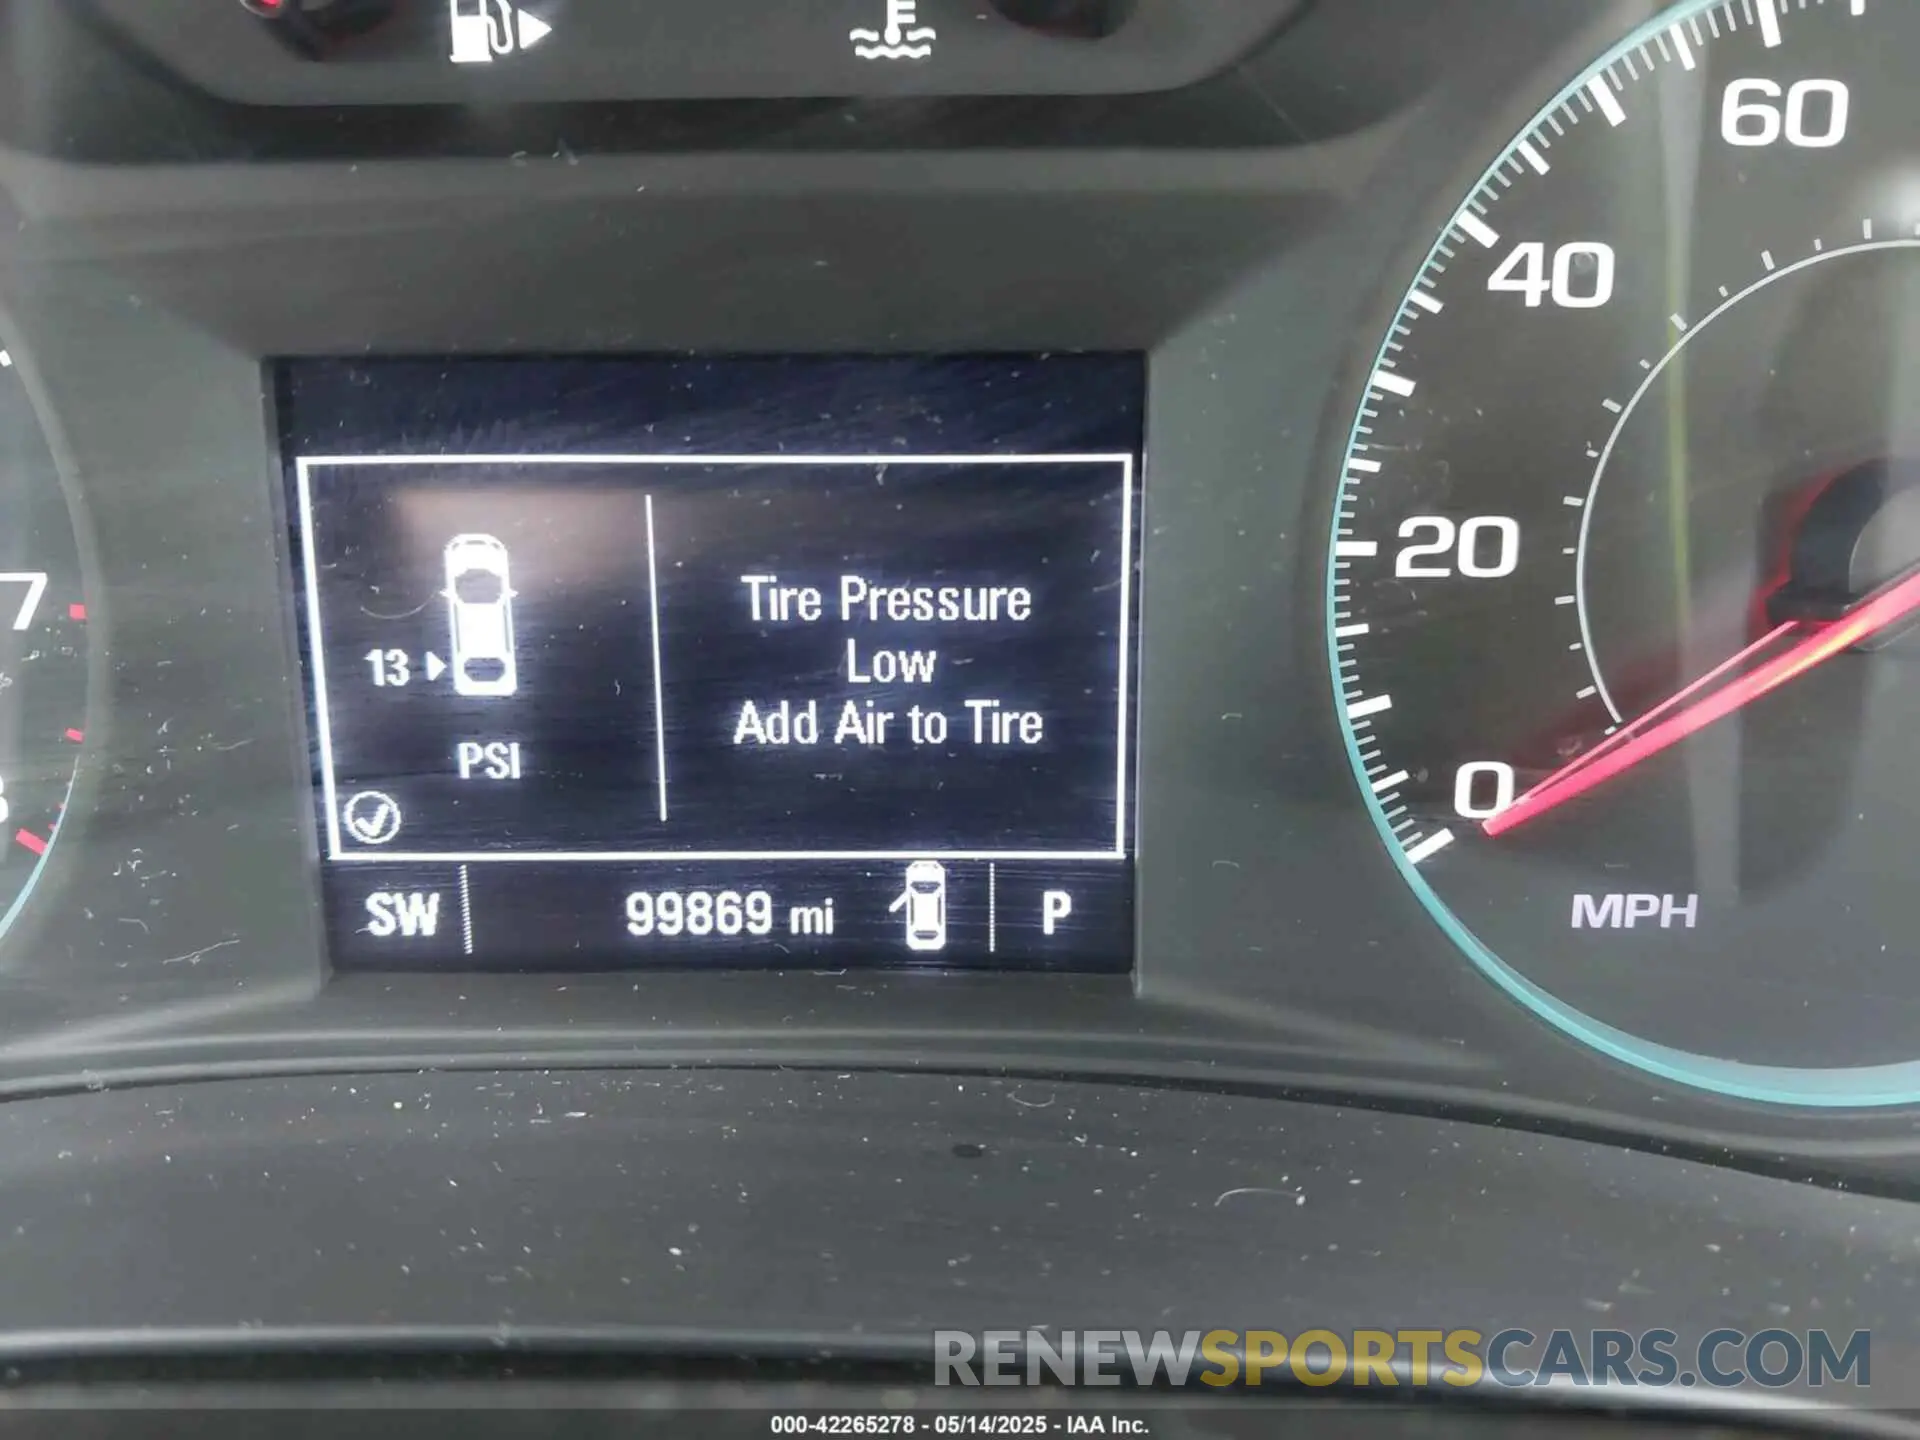 60
40
20
0
MPH
7
Tire Pressure
Low
Add Air to Tire
13
PSI
SW
99869 mi
P
RENEWSPORTSCARS.COM
000-42265278 - 05/14/2025 - IAA Inc.